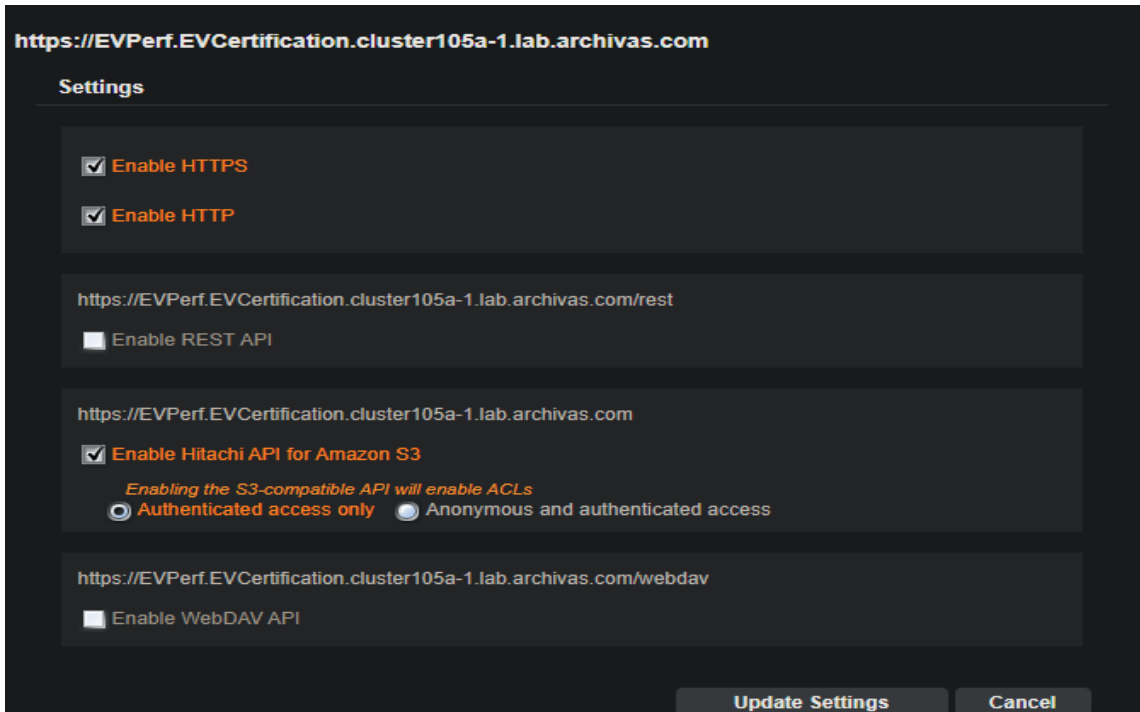 https://EVPerf.EVCertification.cluster105a-1.lab.archivas.com
Settings
Enable HTTPS
Enable HTTP
https://EVPerf.EVCertification.cluster105a-1.lab.archivas.com/rest
Enable REST API
https://EVPerf.EVCertification.cluster105a-1.lab.archivas.com
Enable Hitachi API for Amazon S3
Enabling the S3-compatible API will enable ACLs
Authenticated access only Anonymous and authenticated access
https://EVPerf.EVCertification.cluster105a-1.lab.archivas.com/webdav
Enable WebDAV API
Update Settings Cancel